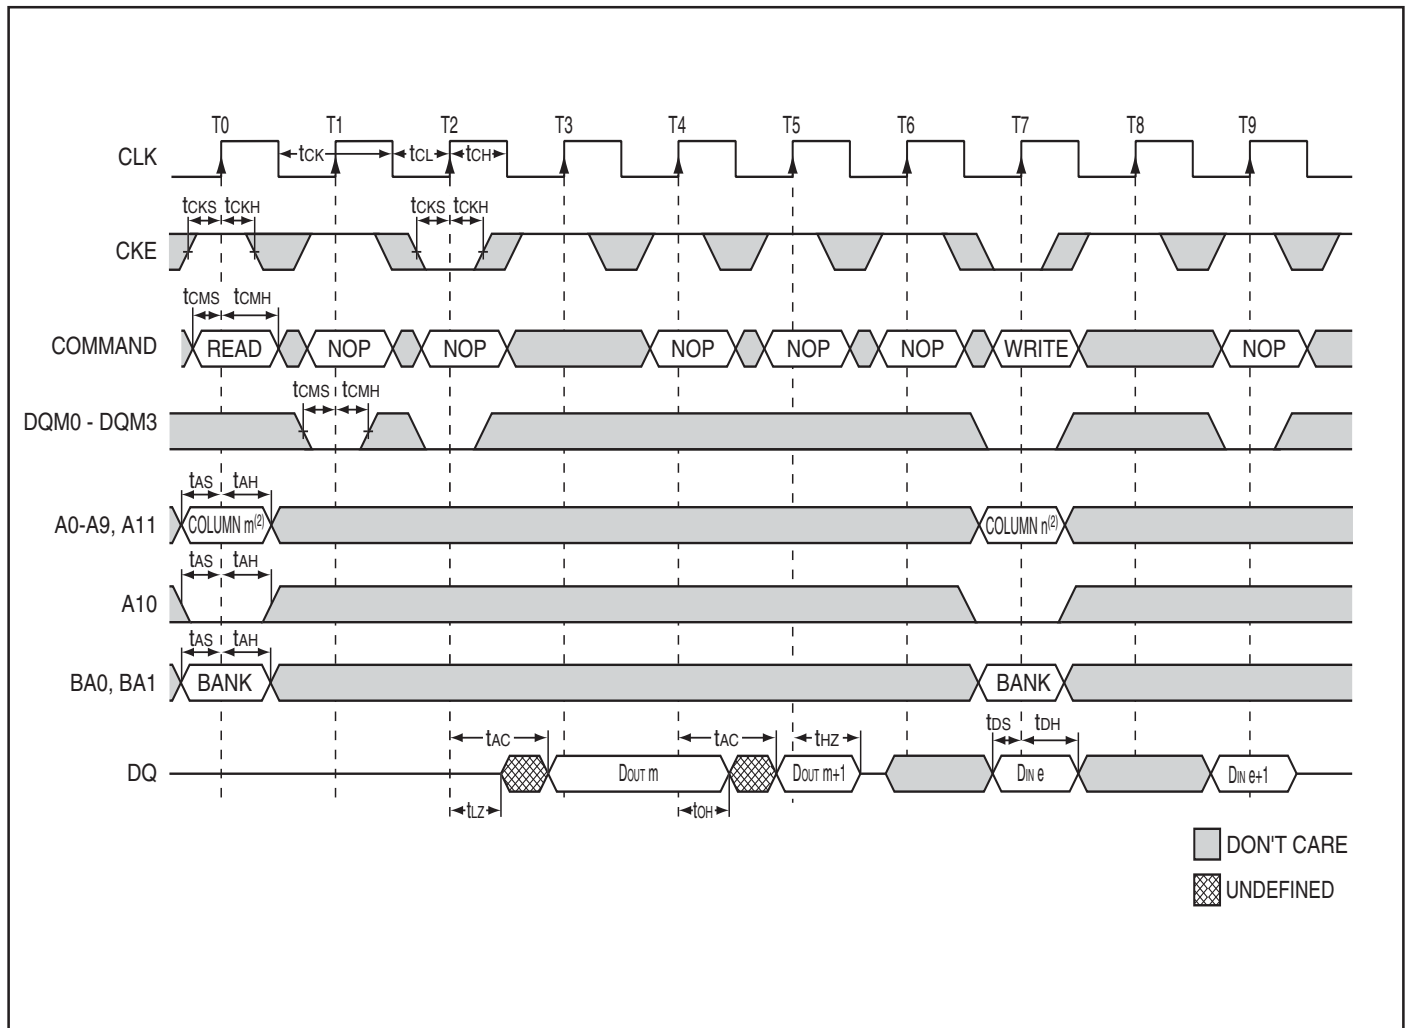 T0 T1 T2 T3 T4 T5 T6 T7 T8 T9
CLK tCK tCL tCH
tCKS tCKH tCKS tCKH
CKE
tCMS tCMH
COMMAND READ NOP NOP NOP NOP NOP WRITE NOP
tCMS tCMH
DQM0 - DQM3
tAS tAH
A0-A9, A11 COLUMN m(2) COLUMN n(2)
tAS tAH
A10
tAS tAH
BA0, BA1 BANK BANK
tAC tAC tHZ tDS tDH
DQ DOUT m DOUT m+1 DIN e DIN e+1
tLZ tOH
DON'T CARE
UNDEFINED